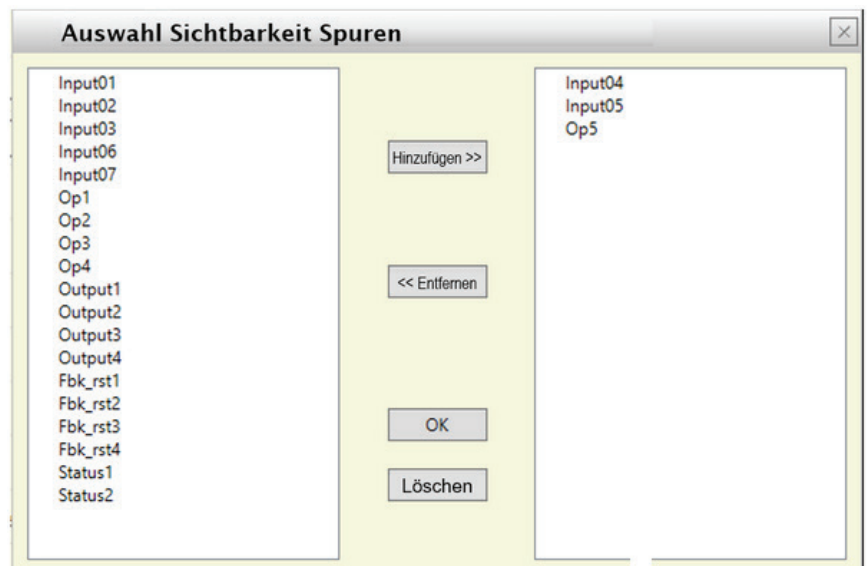 Auswahl Sichtbarkeit Spuren
Input01
Input02
Input03
Input06
Input07
Op1
Op2
Op3
Op4
Output1
Output2
Output3
Output4
Fbk_rst1
Fbk_rst2
Fbk_rst3
Fbk_rst4
Status1
Status2
Hinzufügen >>
<< Entfernen
OK
Löschen
Input04
Input05
Op5